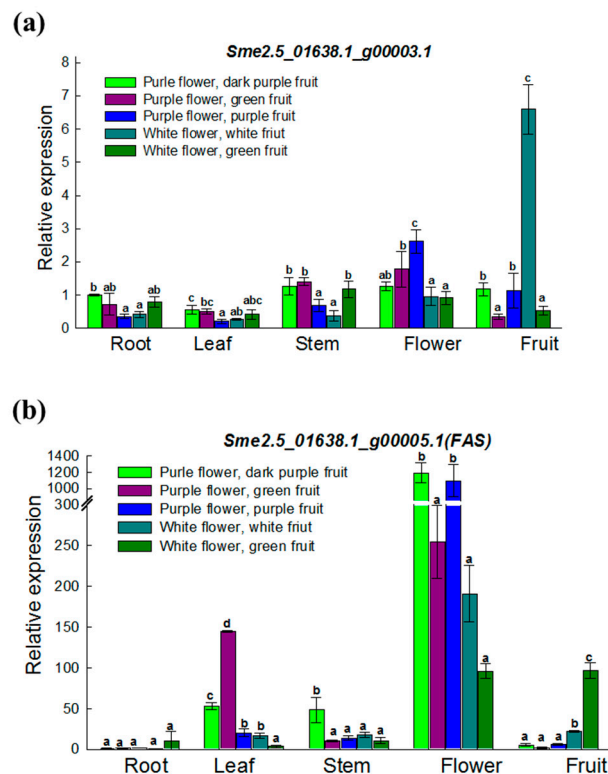 (a)
Sme2.5_01638.1_g00003.1
8
7
6
5
4
3
2
1
0
Relative expression
Purle flower, dark purple fruit
Purple flower, green fruit
Purple flower, purple fruit
White flower, white friut
White flower, green fruit
b ab a a ab
c bc a ab abc
b b a a b
ab b c a a
b a b c a
Root Leaf Stem Flower Fruit
(b)
Sme2.5_01638.1_g00005.1(FAS)
1400
1200
1000
300
250
200
150
100
50
0
Relative expression
Purle flower, dark purple fruit
Purple flower, green fruit
Purple flower, purple fruit
White flower, white friut
White flower, green fruit
a a a a a
c d b b a
b a a a a
b a b a a
a a a b c
Root Leaf Stem Flower Fruit